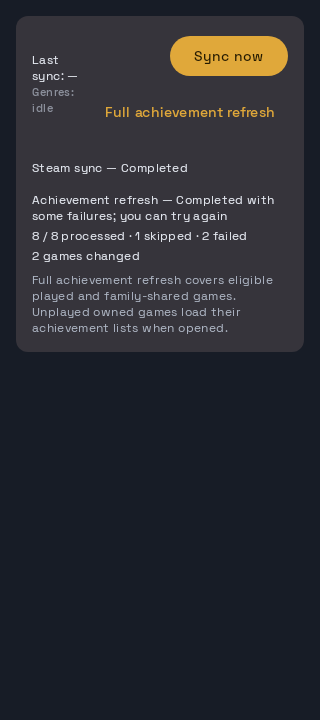 Last
sync: —
Genres:
idle
Sync now
Full achievement refresh
Steam sync — Completed
Achievement refresh — Completed with
some failures; you can try again
8 / 8 processed · 1 skipped · 2 failed
2 games changed
Full achievement refresh covers eligible
played and family-shared games.
Unplayed owned games load their
achievement lists when opened.